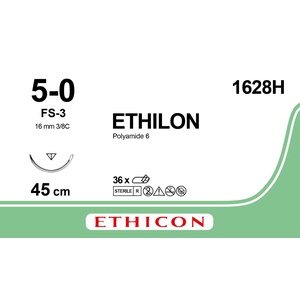 5-0
FS-3
16 mm 3/8C
45 cm
1628H
ETHILON
Polyamide 6
36 x
STERILE R
ETHICON